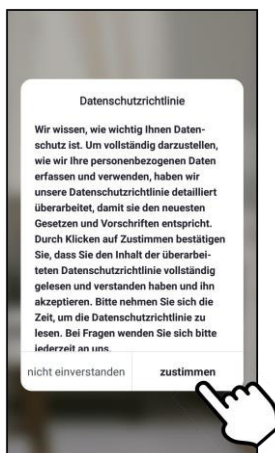 Datenschutzrichtlinie
Wir wissen, wie wichtig Ihnen Daten-
schutz ist. Um vollständig darzustellen,
wie wir Ihre personenbezogenen Daten
erfassen und verwenden, haben wir
unsere Datenschutzrichtlinie detailliert
überarbeitet, damit sie den neuesten
Gesetzen und Vorschriften entspricht.
Durch Klicken auf Zustimmen bestätigen
Sie, dass Sie den Inhalt der überarbei-
teten Datenschutzrichtlinie vollständig
gelesen und verstanden haben und ihn
akzeptieren. Bitte nehmen Sie sich die
Zeit, um die Datenschutzrichtlinie zu
lesen. Bei Fragen wenden Sie sich bitte
jederzeit an uns.
nicht einverstanden zustimmen